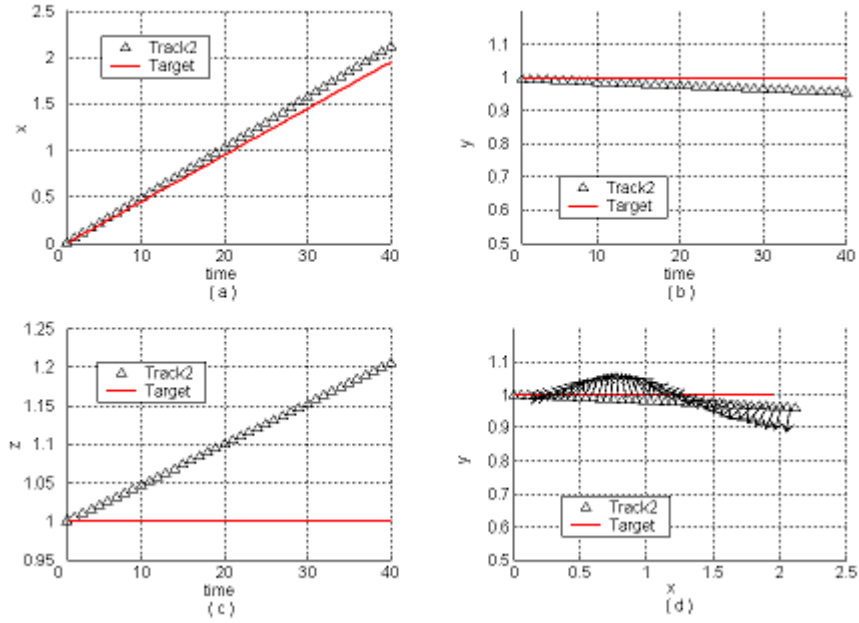 2.5
2
1.5
1
0.5
0
x
Track2
Target
0 10 20 30 40
time
( a )
1.1
1
0.9
0.8
0.7
0.6
0.5
y
Track2
Target
0 10 20 30 40
time
( b )
1.25
1.2
1.15
1.1
1.05
1
0.95
z
Track2
Target
0 10 20 30 40
time
( c )
1.1
1
0.9
0.8
0.7
0.6
0.5
y
Track2
Target
0 0.5 1 1.5 2 2.5
x
( d )